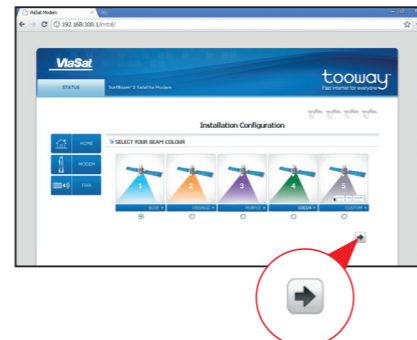 ViaSat Modem
192.168.100.1/install/
ViaSat
tooway
Fast internet for everyone
STATUS
SurfBeam 2 Satellite Modem
Installation Configuration
HOME
SELECT YOUR BEAM COLOUR
MODEM
TRIA
1 2 3 4 5
BLUE ORANGE PURPLE GREEN CUSTOM